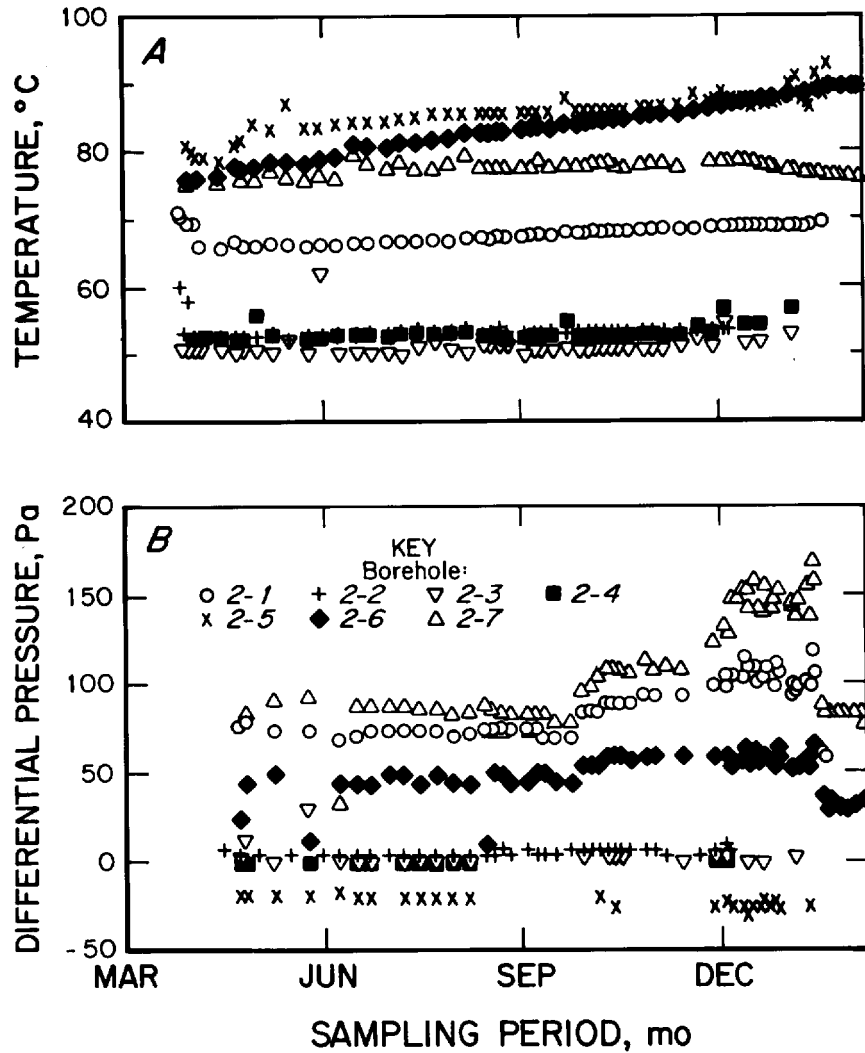 A
TEMPERATURE, °C
100
80
60
40
B
DIFFERENTIAL PRESSURE, Pa
200
150
100
50
0
-50
KEY
Borehole:
2-1 2-2 2-3 2-4
2-5 2-6 2-7
MAR JUN SEP DEC
SAMPLING PERIOD, mo